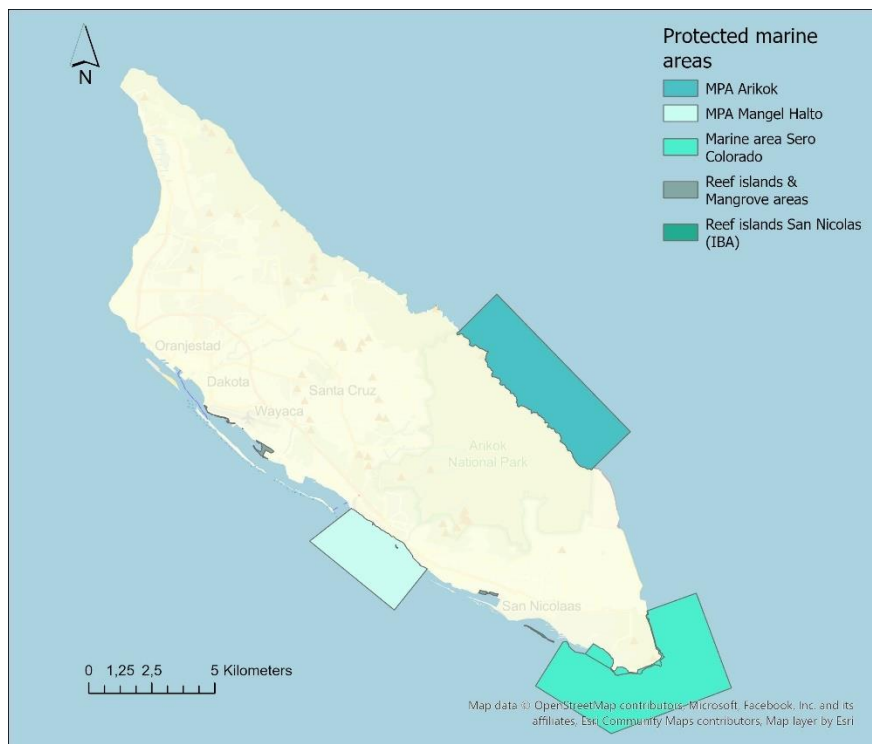 N
Protected marine
areas
MPA Arikok
MPA Mangel Halto
Marine area Sero
Colorado
Reef islands &
Mangrove areas
Reef islands San Nicolas
(IBA)
Oranjestad
Dakota
Santa Cruz
Wayaca
Arikok
National Park
San Nicolaas
0 1,25 2,5 5 Kilometers
Map data © OpenStreetMap contributors, Microsoft, Facebook, Inc. and its
affiliates, Esri Community Maps contributors, Map layer by Esri